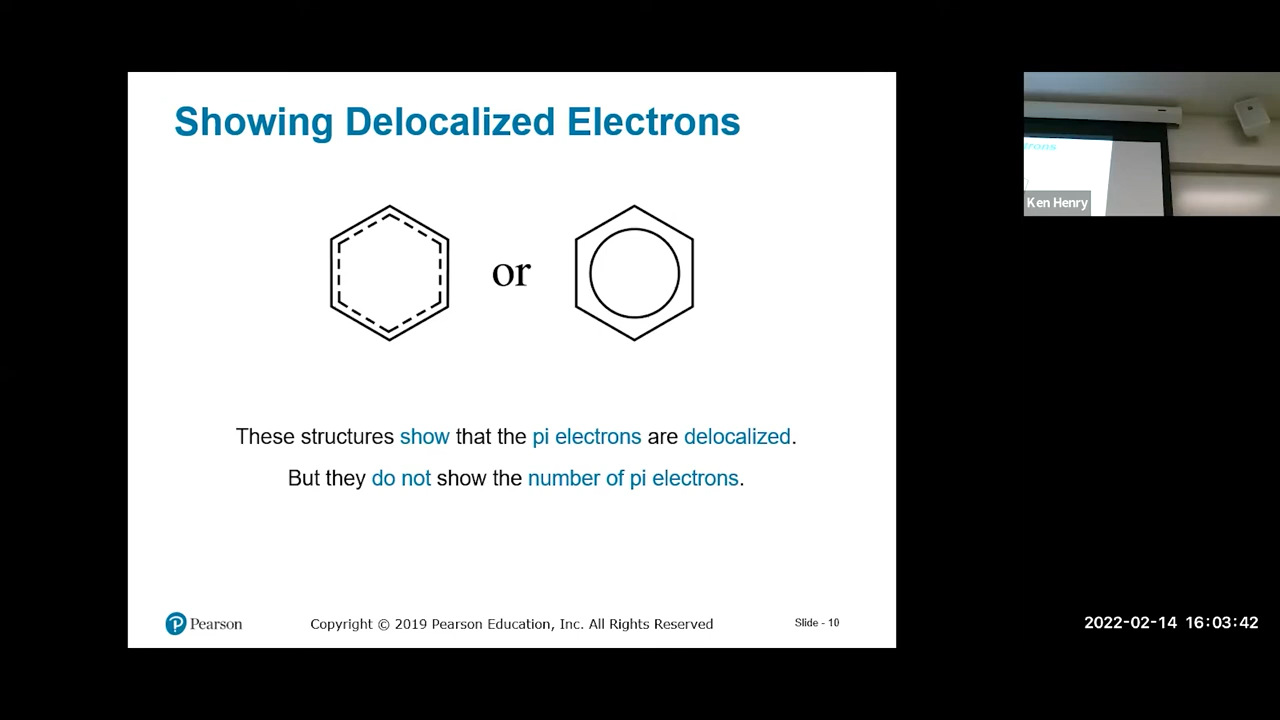 Showing Delocalized Electrons
or
These structures show that the pi electrons are delocalized.
But they do not show the number of pi electrons.
Pearson
Copyright © 2019 Pearson Education, Inc. All Rights Reserved
Slide - 10
trons
Ken Henry
2022-02-14 16:03:42